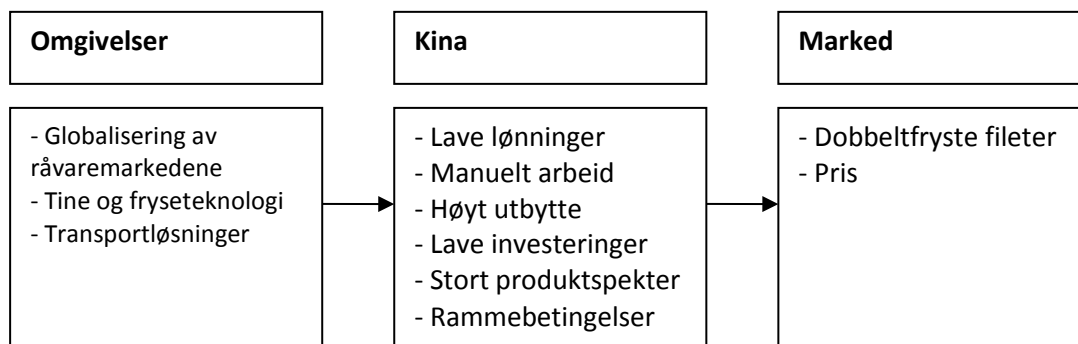 Omgivelser
- Globalisering av
råvaremarkedene
- Tine og fryseteknologi
- Transportløsninger
Kina
- Lave lønninger
- Manuelt arbeid
- Høyt utbytte
- Lave investeringer
- Stort produktspekter
- Rammebetingelser
Marked
- Dobbeltfryste fileter
- Pris